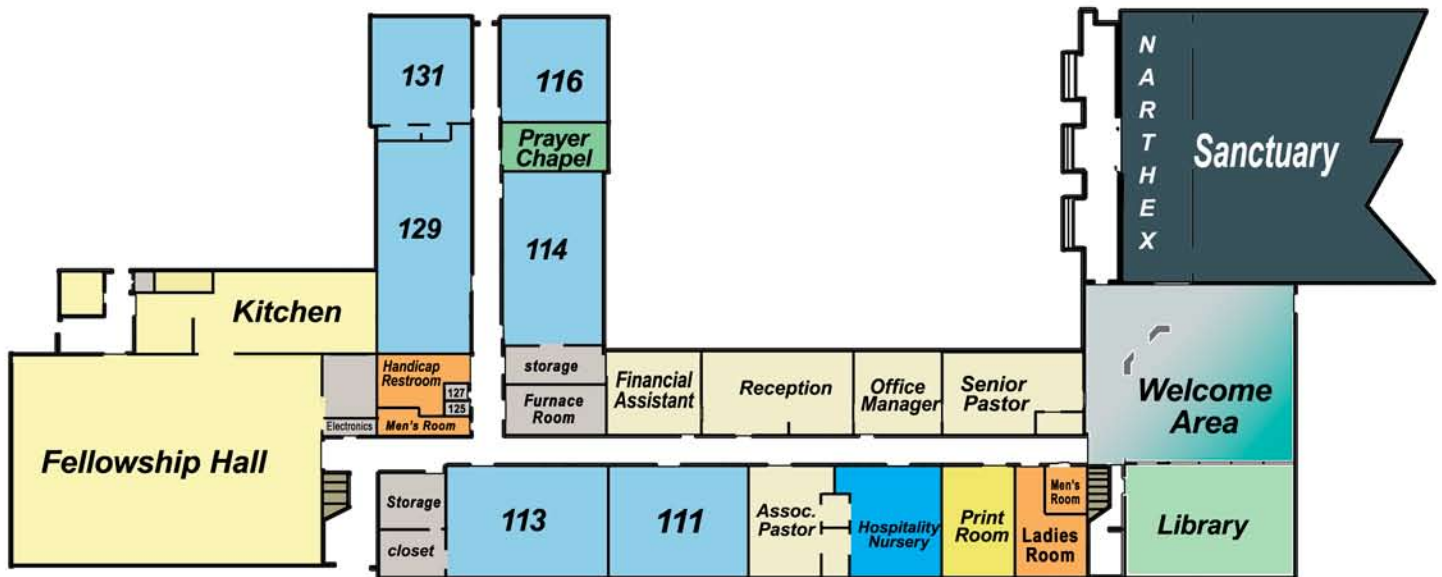 131
116
Prayer
Chapel
129
114
NARTHEX
Sanctuary
Kitchen
Handicap
Restroom
127
125
Men's Room
Electronics
storage
Furnace
Room
Financial
Assistant
Reception
Office
Manager
Senior
Pastor
Welcome
Area
Fellowship Hall
Storage
closet
113
111
Assoc.
Pastor
Hospitality
Nursery
Print
Room
Men's
Room
Ladies
Room
Library